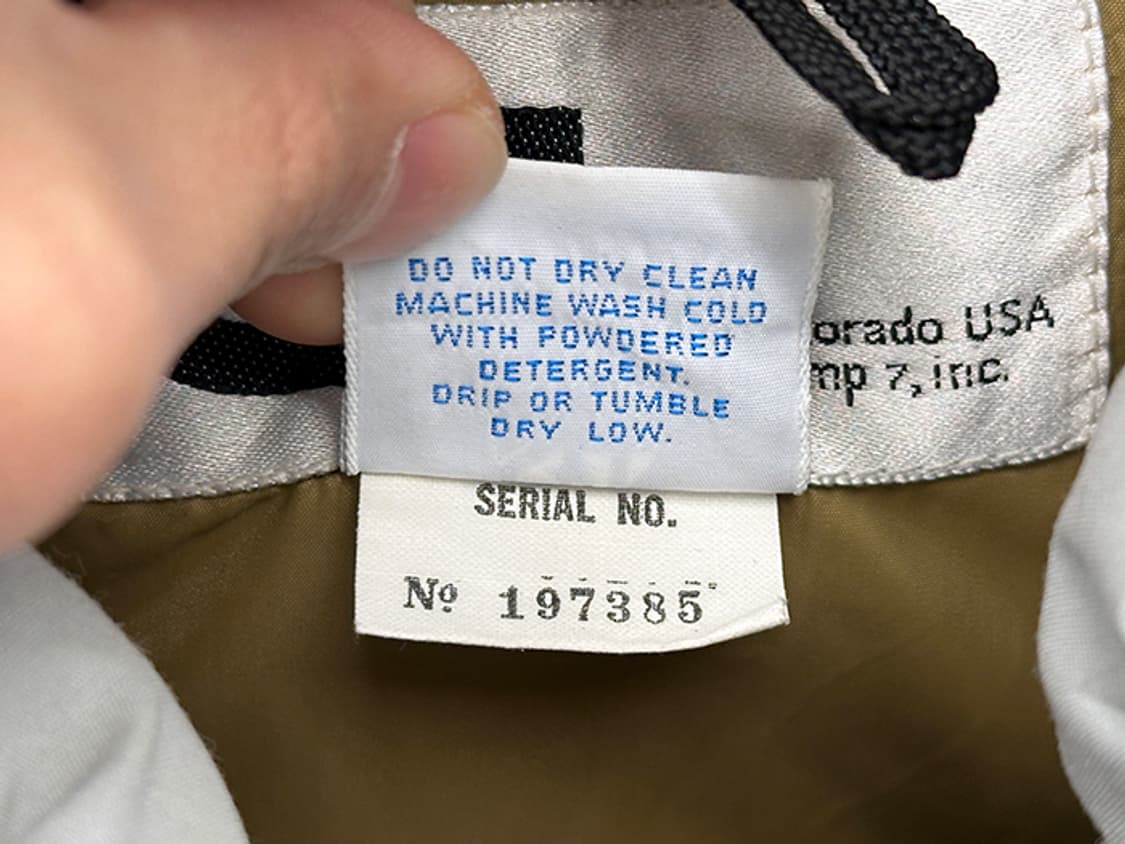 DO NOT DRY CLEAN
MACHINE WASH COLD
WITH POWDERED
DETERGENT.
DRIP OR TUMBLE
DRY LOW.
orado USA
mp 7, inc.
SERIAL NO.
Nº 197385